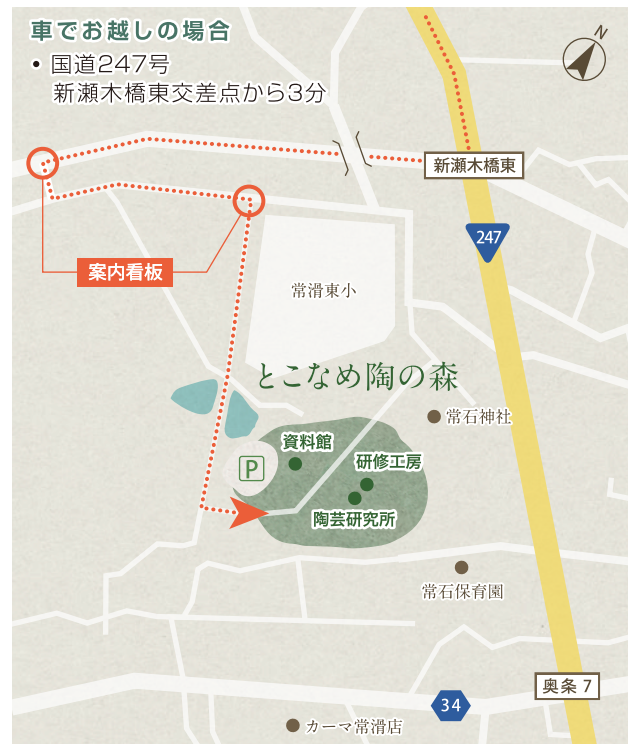 車でお越しの場合
• 国道247号
新瀬木橋東交差点から3分
N
新瀬木橋東
247
案内看板
常滑東小
とこなめ陶の森
常石神社
資料館
研修工房
P
陶芸研究所
常石保育園
奥条 7
34
カーマ常滑店